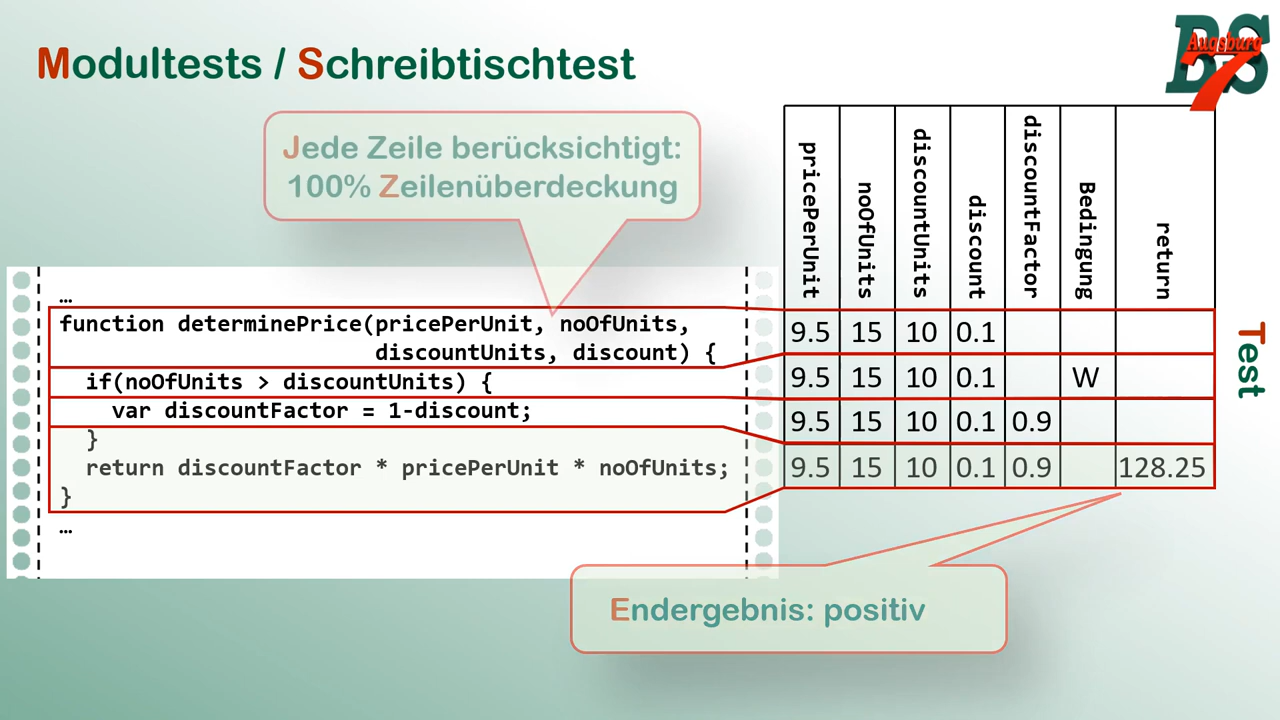 Modultests / Schreibtischtest
BS
Augsburg
7
Jede Zeile berücksichtigt:
100% Zeilenüberdeckung
…
function determinePrice(pricePerUnit, noOfUnits,
discountUnits, discount) {
if(noOfUnits > discountUnits) {
var discountFactor = 1-discount;
}
return discountFactor * pricePerUnit * noOfUnits;
}
…
pricePerUnit noOfUnits discountUnits discount discountFactor Bedingung return
9.5 15 10 0.1
9.5 15 10 0.1 W
9.5 15 10 0.1 0.9
9.5 15 10 0.1 0.9 128.25
Test
Endergebnis: positiv